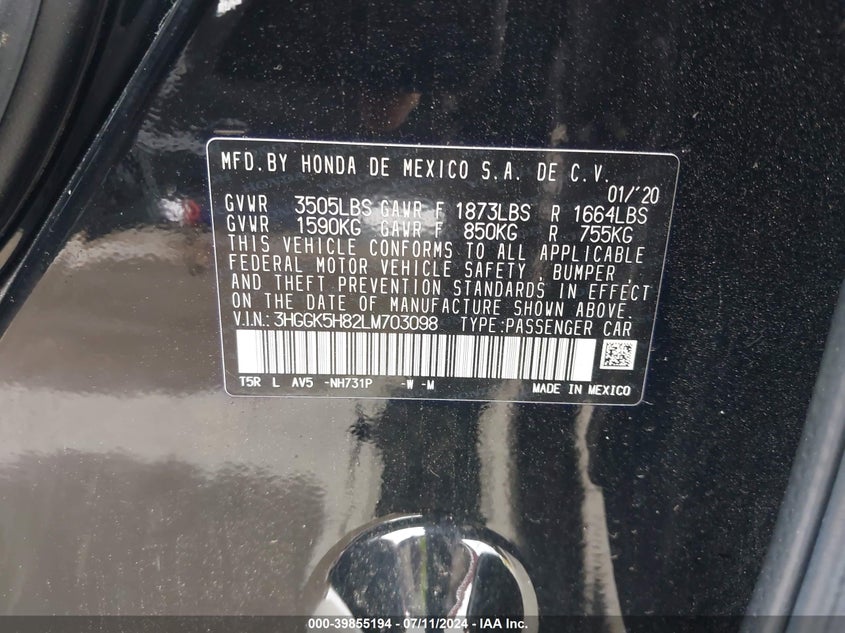 MFD.BY HONDA DE MEXICO S.A. DE C.V.
01/'20
GVWR 3505LBS GAWR F 1873LBS R 1664LBS
GVWR 1590KG GAWR F 850KG R 755KG
THIS VEHICLE CONFORMS TO ALL APPLICABLE
FEDERAL MOTOR VEHICLE SAFETY , BUMPER ,
AND THEFT PREVENTION STANDARDS IN EFFECT
ON THE DATE OF MANUFACTURE SHOWN ABOVE.
V.I.N.: 3HGGK5H82LM703098 TYPE:PASSENGER CAR
T5R L AV5 -NH731P -W -M MADE IN MEXICO
000-39855194 - 07/11/2024 - IAA Inc.